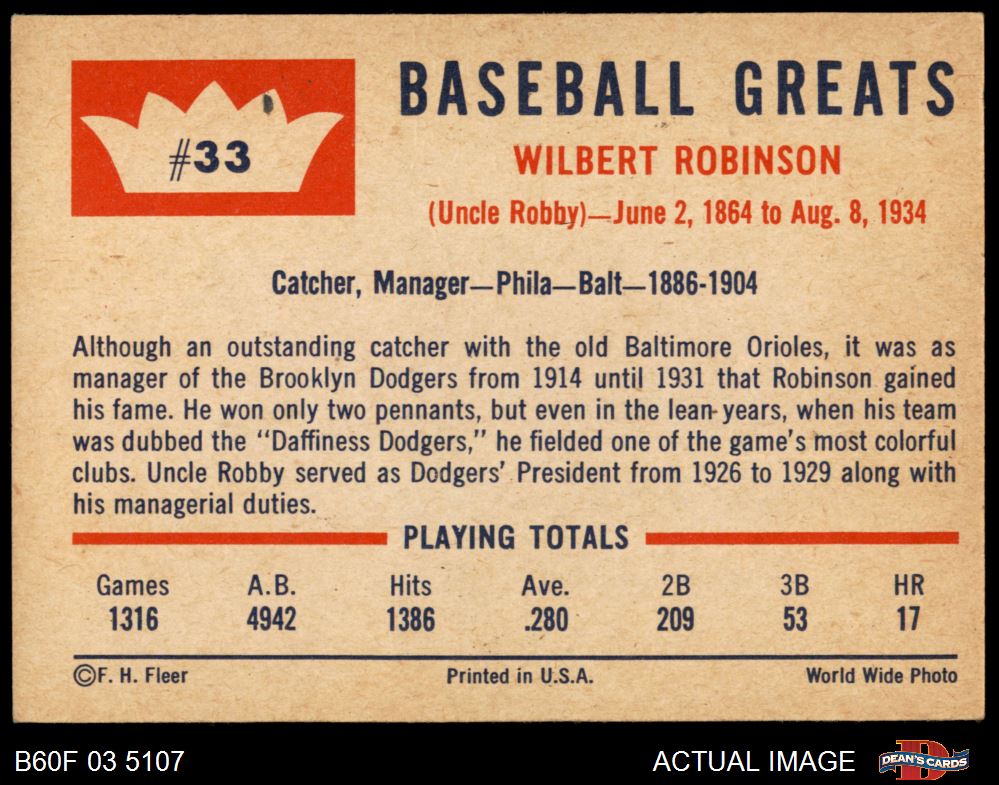 #33
BASEBALL GREATS
WILBERT ROBINSON
(Uncle Robby)—June 2, 1864 to Aug. 8, 1934
Catcher, Manager—Phila—Balt—1886-1904
Although an outstanding catcher with the old Baltimore Orioles, it was as
manager of the Brooklyn Dodgers from 1914 until 1931 that Robinson gained
his fame. He won only two pennants, but even in the lean years, when his team
was dubbed the "Daffiness Dodgers," he fielded one of the game's most colorful
clubs. Uncle Robby served as Dodgers' President from 1926 to 1929 along with
his managerial duties.
PLAYING TOTALS
Games A.B. Hits Ave. 2B 3B HR
1316 4942 1386 .280 209 53 17
©F. H. Fleer Printed in U.S.A. World Wide Photo
B60F 03 5107 ACTUAL IMAGE DEAN'S CARDS